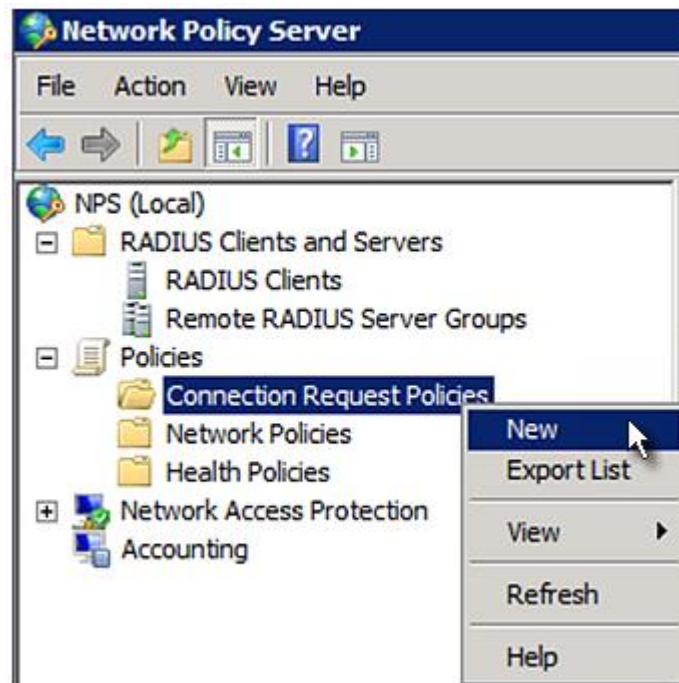 Network Policy Server
File Action View Help
NPS (Local)
RADIUS Clients and Servers
RADIUS Clients
Remote RADIUS Server Groups
Policies
Connection Request Policies
Network Policies
Health Policies
Network Access Protection
Accounting
New
Export List
View
Refresh
Help